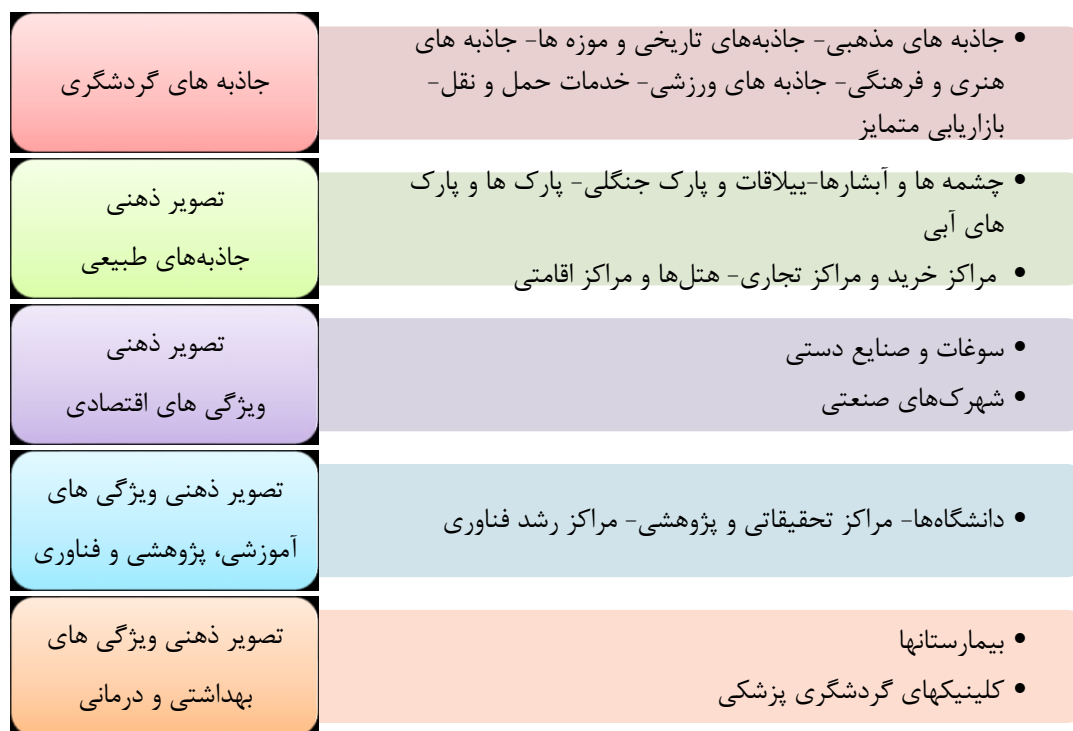 جاذبه های گردشگری
• جاذبه های مذهبی- جاذبه‌های تاریخی و موزه ها- جاذبه های
هنری و فرهنگی- جاذبه های ورزشی- خدمات حمل و نقل-
بازاریابی متمایز
تصویر ذهنی
جاذبه‌های طبیعی
• چشمه ها و آبشارها-ییلاقات و پارک جنگلی- پارک ها و پارک
های آبی
• مراکز خرید و مراکز تجاری- هتل‌ها و مراکز اقامتی
تصویر ذهنی
ویژگی های اقتصادی
• سوغات و صنایع دستی
• شهرک‌های صنعتی
تصویر ذهنی ویژگی های
آموزشی، پژوهشی و فناوری
• دانشگاه‌ها- مراکز تحقیقاتی و پژوهشی- مراکز رشد فناوری
تصویر ذهنی ویژگی های
بهداشتی و درمانی
• بیمارستانها
• کلینیکهای گردشگری پزشکی